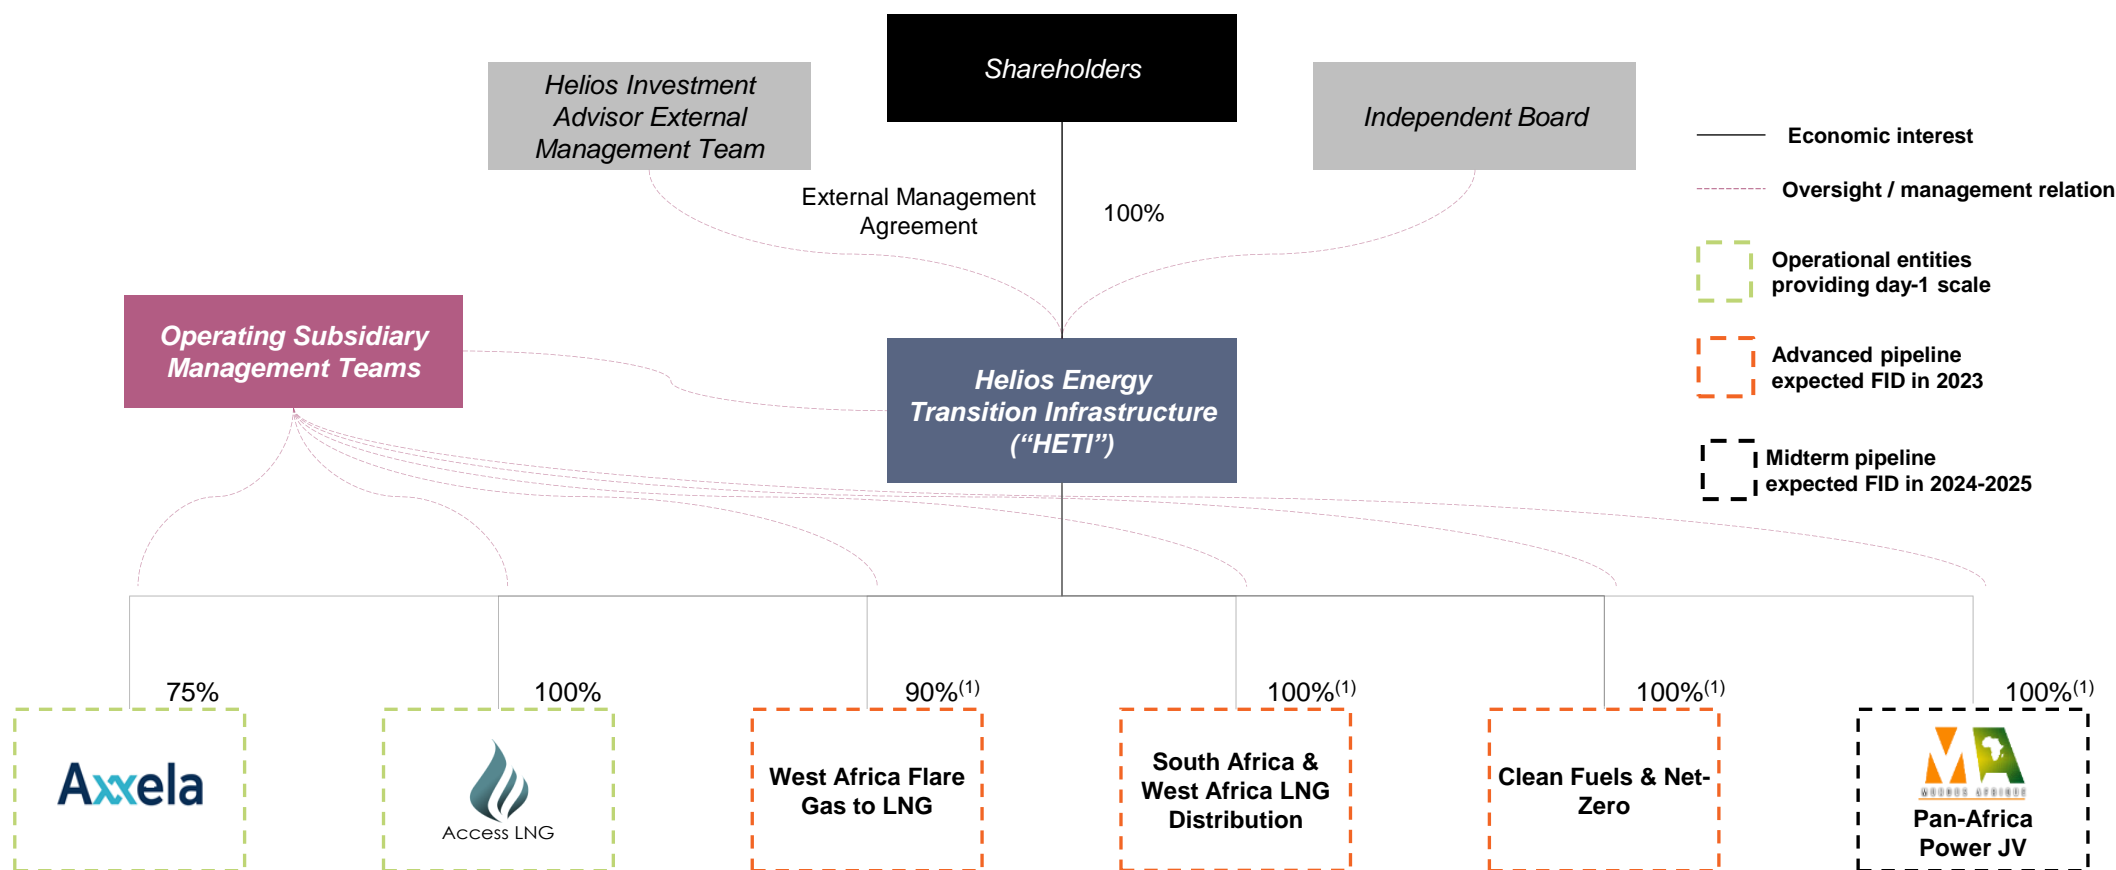 Shareholders
Helios Investment
Advisor External
Management Team
Independent Board
Economic interest
Oversight / management relation
External Management
Agreement
100%
Operational entities
providing day-1 scale
Operating Subsidiary
Management Teams
Helios Energy
Transition Infrastructure
(“HETI”)
Advanced pipeline
expected FID in 2023
Midterm pipeline
expected FID in 2024-2025
75%
100%
90%(1)
100%(1)
100%(1)
100%(1)
Axxela
Access LNG
West Africa Flare
Gas to LNG
South Africa &
West Africa LNG
Distribution
Clean Fuels & Net-
Zero
MA
Pan-Africa
Power JV